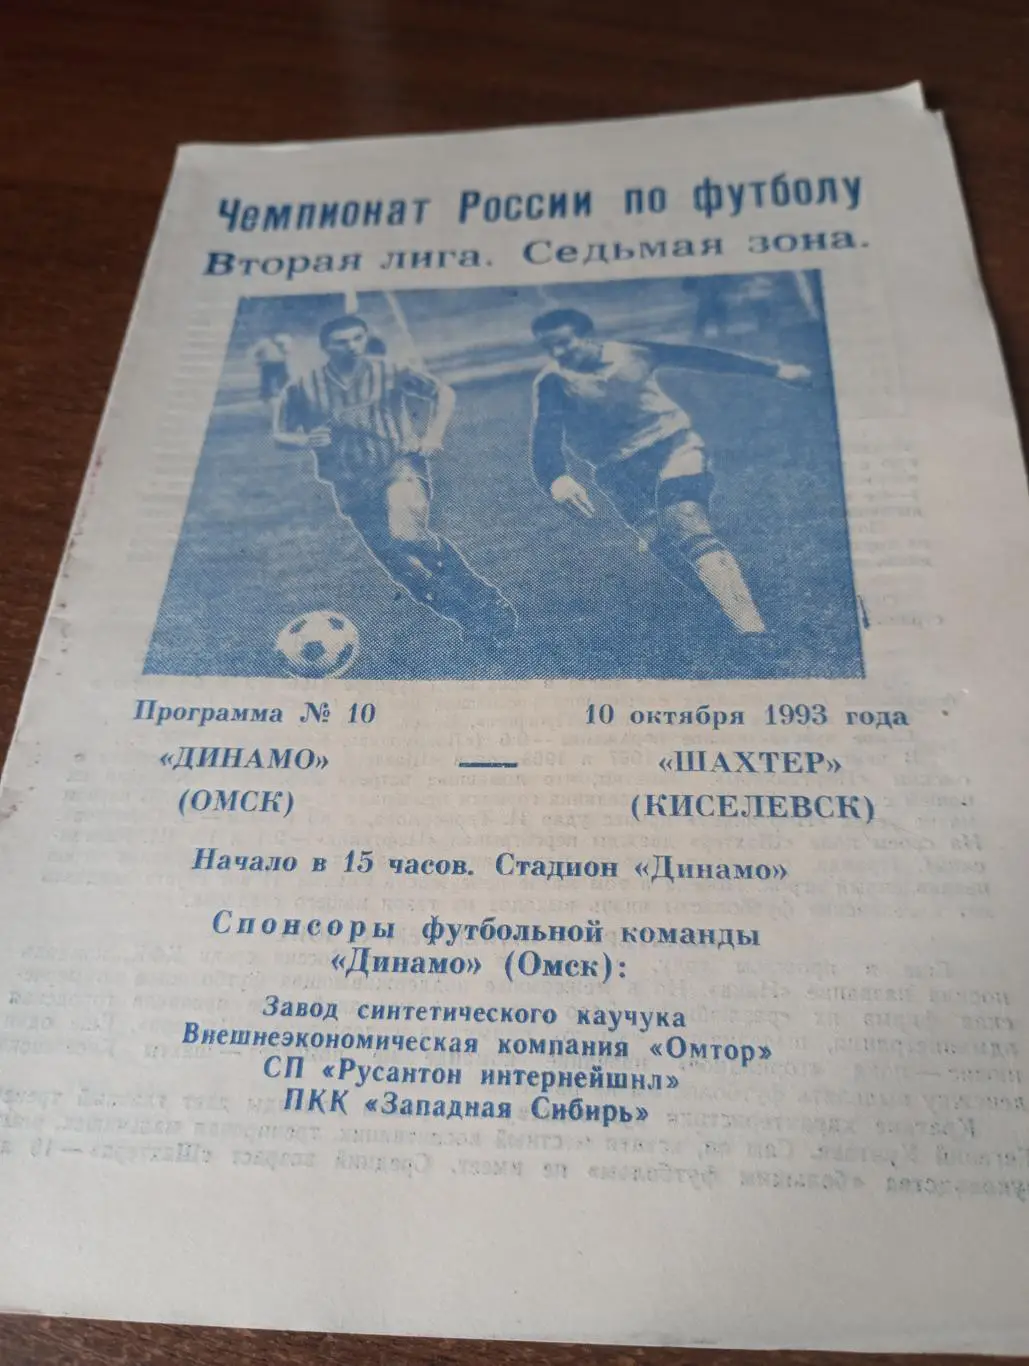 Чемпионат России по футболу
Вторая лига. Седьмая зона.
Программа № 10 10 октября 1993 года
«ДИНАМО» — «ШАХТЕР»
(ОМСК) (КИСЕЛЕВСК)
Начало в 15 часов. Стадион «Динамо»
Спонсоры футбольной команды
«Динамо» (Омск):
Завод синтетического каучука
Внешнеэкономическая компания «Омтор»
СП «Русантон интернейшнл»
ПКК «Западная Сибирь»